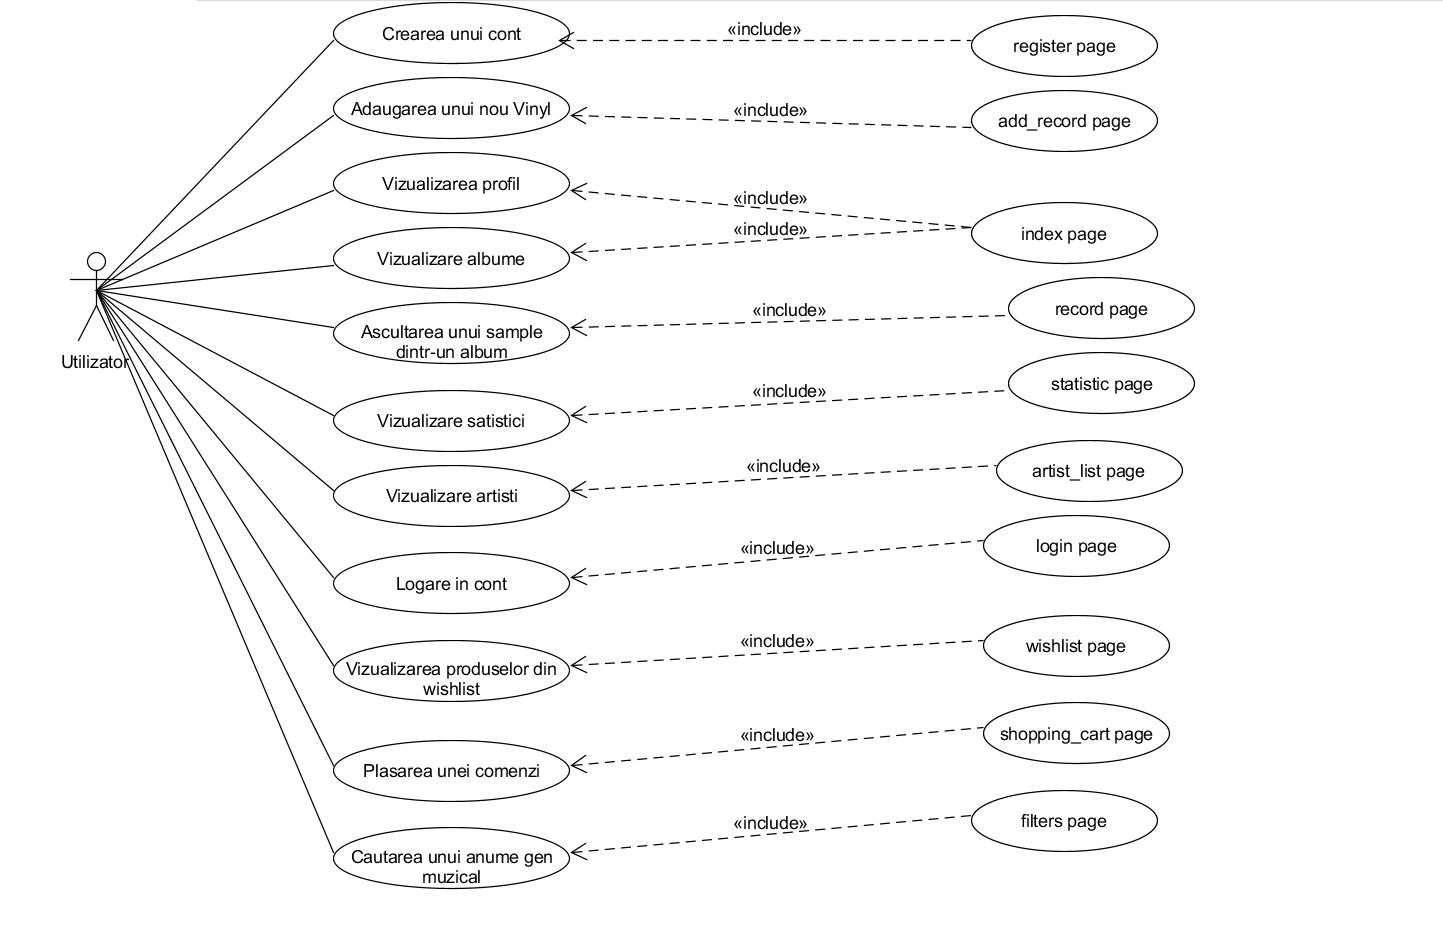 Crearea unui cont
«include»
register page
Adaugarea unui nou Vinyl
«include»
add_record page
Vizualizarea profil
«include»
Vizualizare albume
«include»
index page
Ascultarea unui sample
dintr-un album
«include»
record page
Utilizator
Vizualizare satistici
«include»
statistic page
Vizualizare artisti
«include»
artist_list page
Logare in cont
«include»
login page
Vizualizarea produselor din
wishlist
«include»
wishlist page
Plasarea unei comenzi
«include»
shopping_cart page
Cautarea unui anume gen
muzical
«include»
filters page